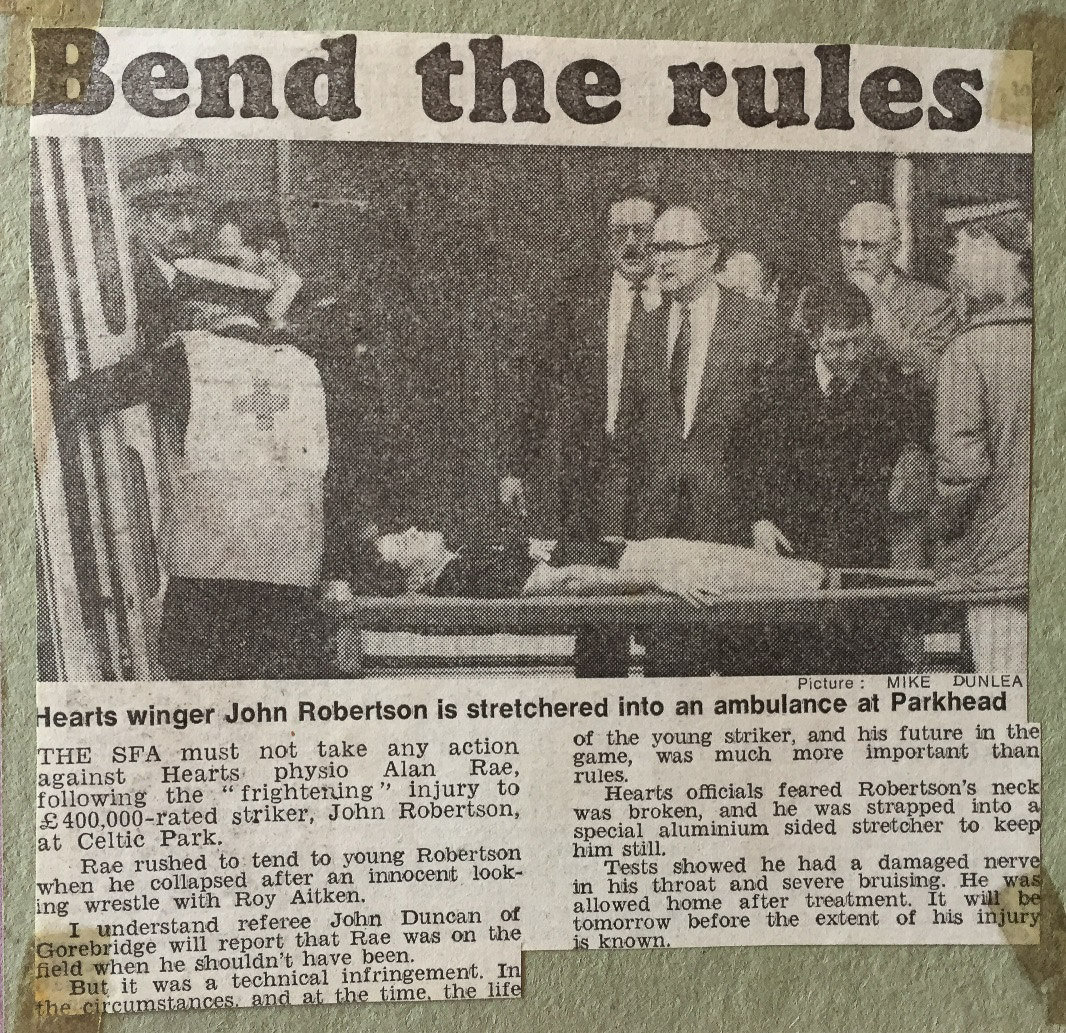 Bend the rules
Picture : MIKE DUNLEA
Hearts winger John Robertson is stretchered into an ambulance at Parkhead
THE SFA must not take any action
against Hearts physio Alan Rae,
following the "frightening" injury to
£400,000-rated striker, John Robertson,
at Celtic Park.
Rae rushed to tend to young Robertson
when he collapsed after an innocent look-
ing wrestle with Roy Aitken.
I understand referee John Duncan of
Gorebridge will report that Rae was on the
field when he shouldn't have been.
But it was a technical infringement. In
the circumstances, and at the time, the life
of the young striker, and his future in the
game, was much more important than
rules.
Hearts officials feared Robertson's neck
was broken, and he was strapped into a
special aluminium sided stretcher to keep
him still.
Tests showed he had a damaged nerve
in his throat and severe bruising. He was
allowed home after treatment. It will be
tomorrow before the extent of his injury
is known.